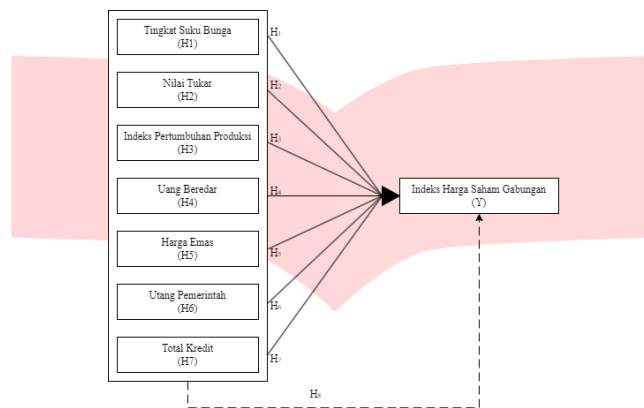 Tingkat Suku Bunga
(H1)
H1
Nilai Tukar
(H2)
H2
Indeks Pertumbuhan Produksi
(H3)
H3
Uang Beredar
(H4)
H4
Indeks Harga Saham Gabungan
(Y)
Harga Emas
(H5)
H5
Utang Pemerintah
(H6)
H6
Total Kredit
(H7)
H7
H8